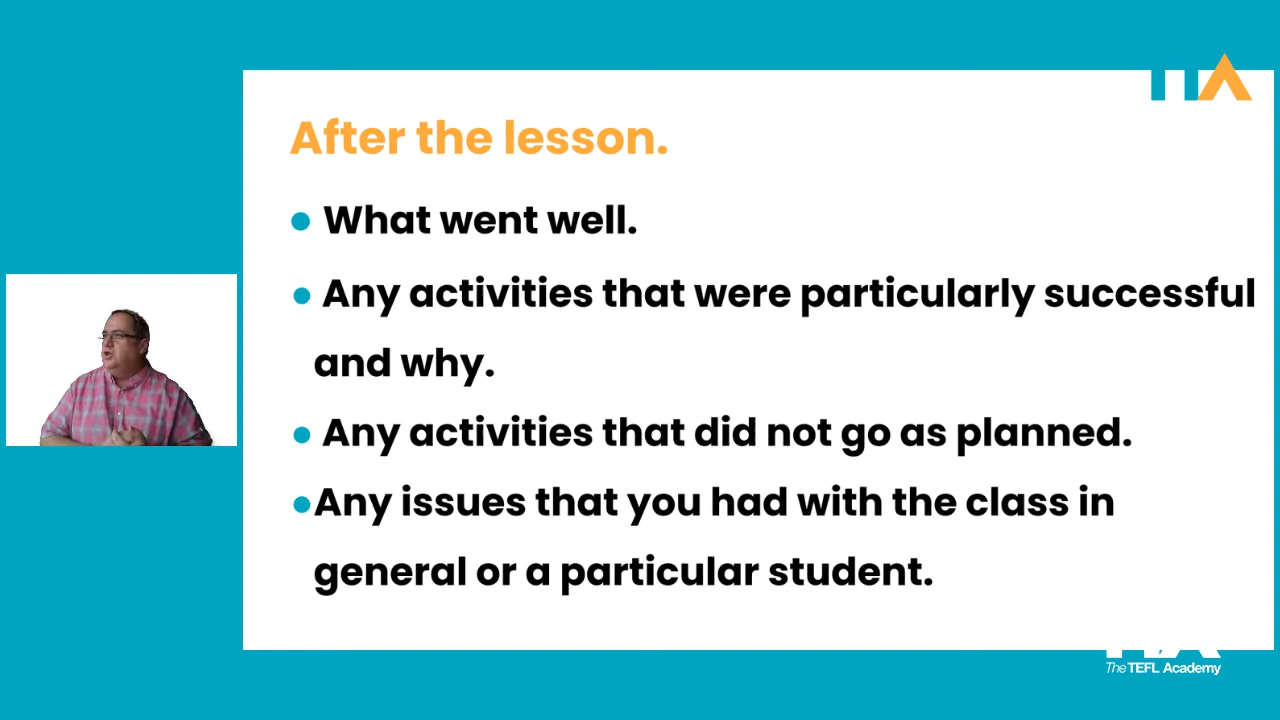 After the lesson.
● What went well.
● Any activities that were particularly successful
and why.
● Any activities that did not go as planned.
●Any issues that you had with the class in
general or a particular student.
The TEFL Academy